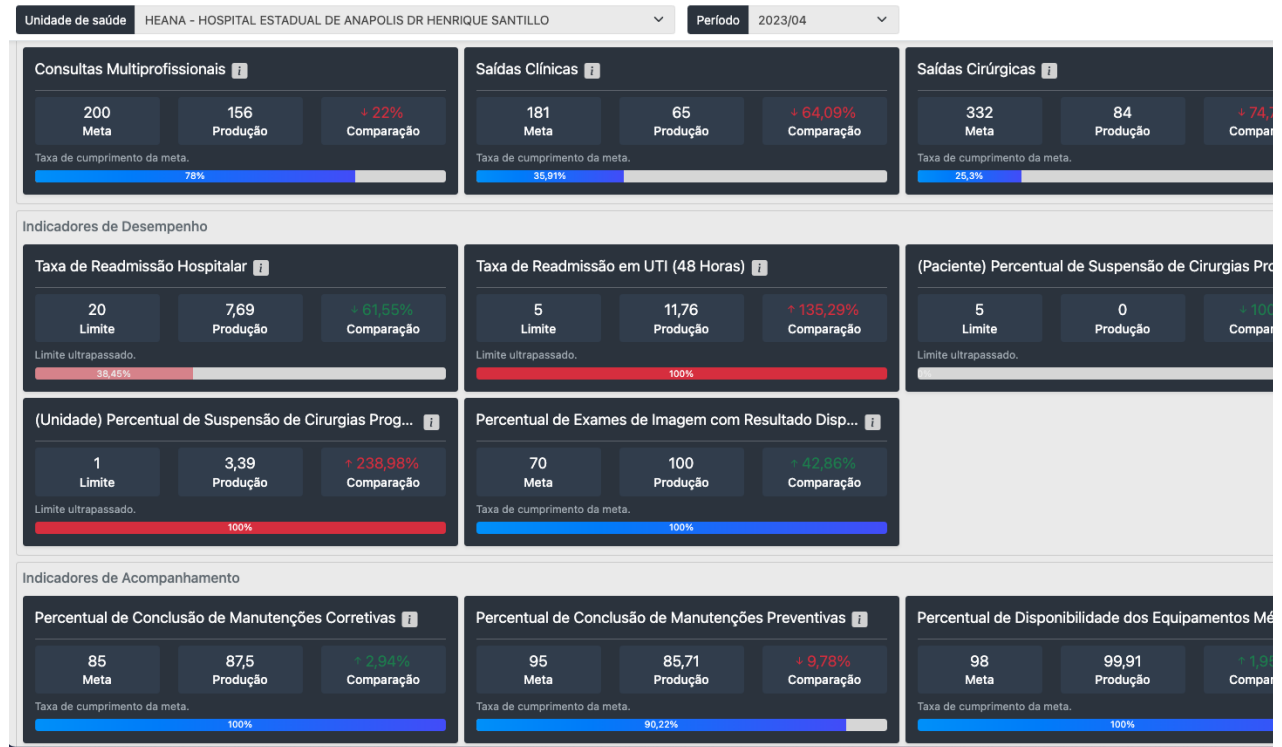 Unidade de saúde HEANA - HOSPITAL ESTADUAL DE ANAPOLIS DR HENRIQUE SANTILLO Período 2023/04
Consultas Multiprofissionais i
200 156 ↓ 22%
Meta Produção Comparação
Taxa de cumprimento da meta.
78%
Saídas Clínicas i
181 65 ↓ 64,09%
Meta Produção Comparação
Taxa de cumprimento da meta.
35,91%
Saídas Cirúrgicas i
332 84 ↓ 74,
Meta Produção Compar
Taxa de cumprimento da meta.
25,3%
Indicadores de Desempenho
Taxa de Readmissão Hospitalar i
20 7,69 ↓ 61,55%
Limite Produção Comparação
Limite ultrapassado.
38,45%
Taxa de Readmissão em UTI (48 Horas) i
5 11,76 ↑ 135,29%
Limite Produção Comparação
Limite ultrapassado.
100%
(Paciente) Percentual de Suspensão de Cirurgias Pro
5 0 ↓ 100
Limite Produção Compar
Limite ultrapassado.
0%
(Unidade) Percentual de Suspensão de Cirurgias Prog... i
1 3,39 ↑ 238,98%
Limite Produção Comparação
Limite ultrapassado.
100%
Percentual de Exames de Imagem com Resultado Disp... i
70 100 ↑ 42,86%
Meta Produção Comparação
Taxa de cumprimento da meta.
100%
Indicadores de Acompanhamento
Percentual de Conclusão de Manutenções Corretivas i
85 87,5 ↑ 2,94%
Meta Produção Comparação
Taxa de cumprimento da meta.
100%
Percentual de Conclusão de Manutenções Preventivas i
95 85,71 ↓ 9,78%
Meta Produção Comparação
Taxa de cumprimento da meta.
90,22%
Percentual de Disponibilidade dos Equipamentos Mé
98 99,91 ↑ 1,95
Meta Produção Compar
Taxa de cumprimento da meta.
100%